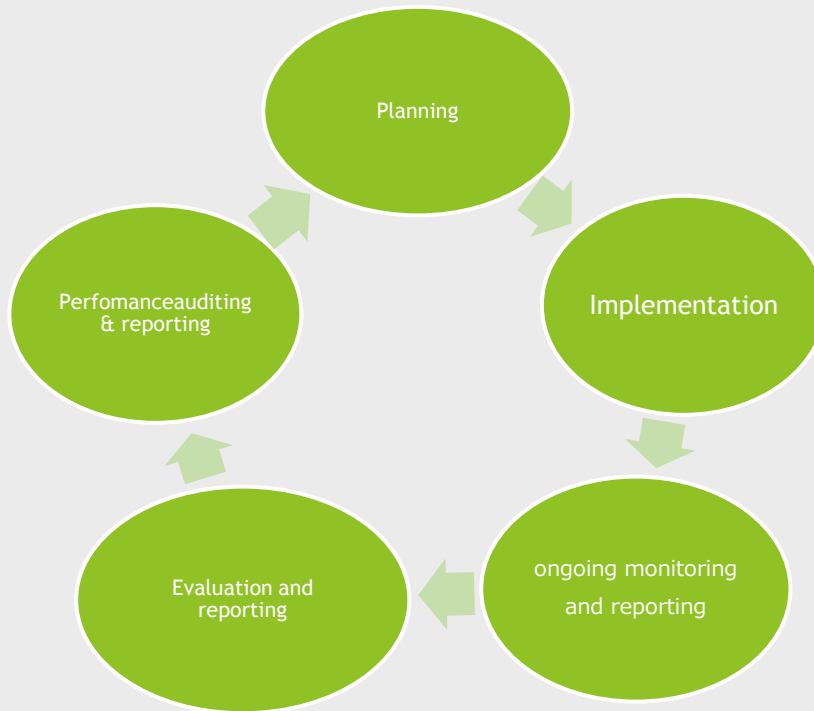 Planning
Implementation
ongoing monitoring
and reporting
Evaluation and
reporting
Perfomanceauditing
& reporting